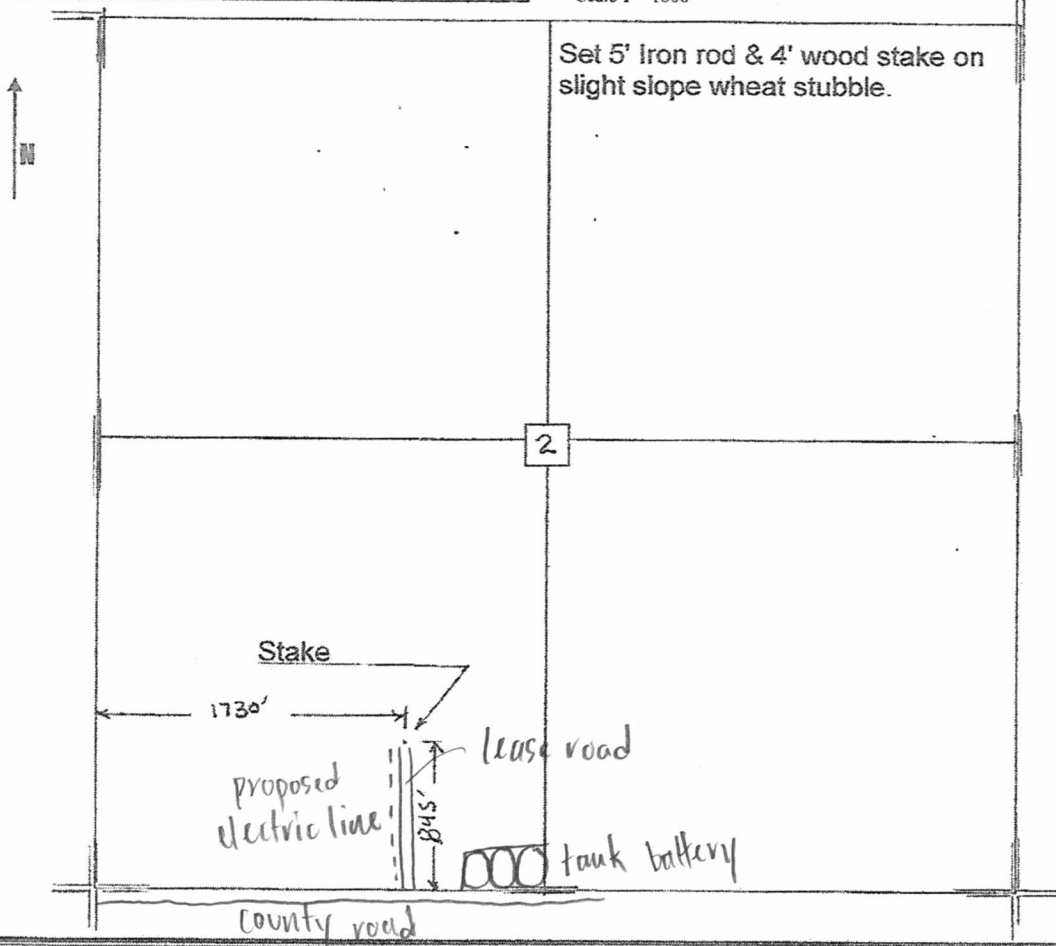 Set 5' Iron rod & 4' wood stake on
slight slope wheat stubble.
N
2
Stake
1730'
lease road
proposed
electric line
845'
tank battery
county road